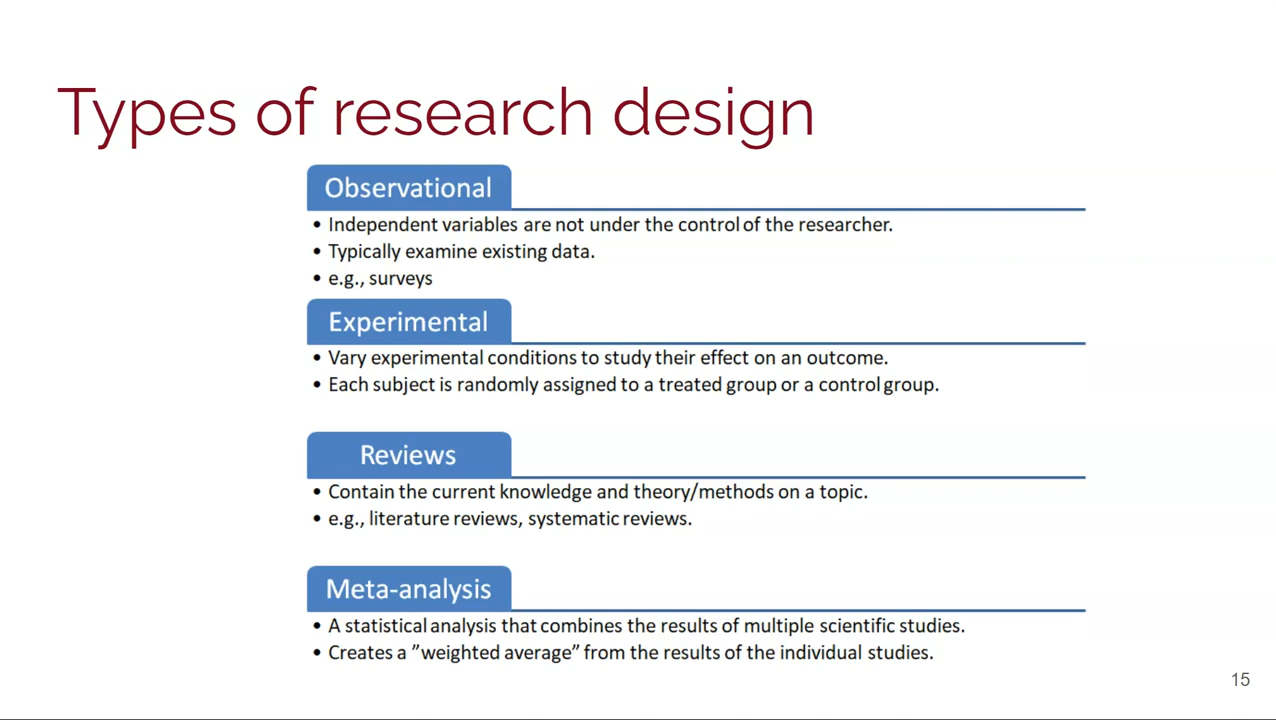 Types of research design
Observational
• Independent variables are not under the control of the researcher.
• Typically examine existing data.
• e.g., surveys
Experimental
• Vary experimental conditions to study their effect on an outcome.
• Each subject is randomly assigned to a treated group or a control group.
Reviews
• Contain the current knowledge and theory/methods on a topic.
• e.g., literature reviews, systematic reviews.
Meta-analysis
• A statistical analysis that combines the results of multiple scientific studies.
• Creates a ”weighted average” from the results of the individual studies.
15